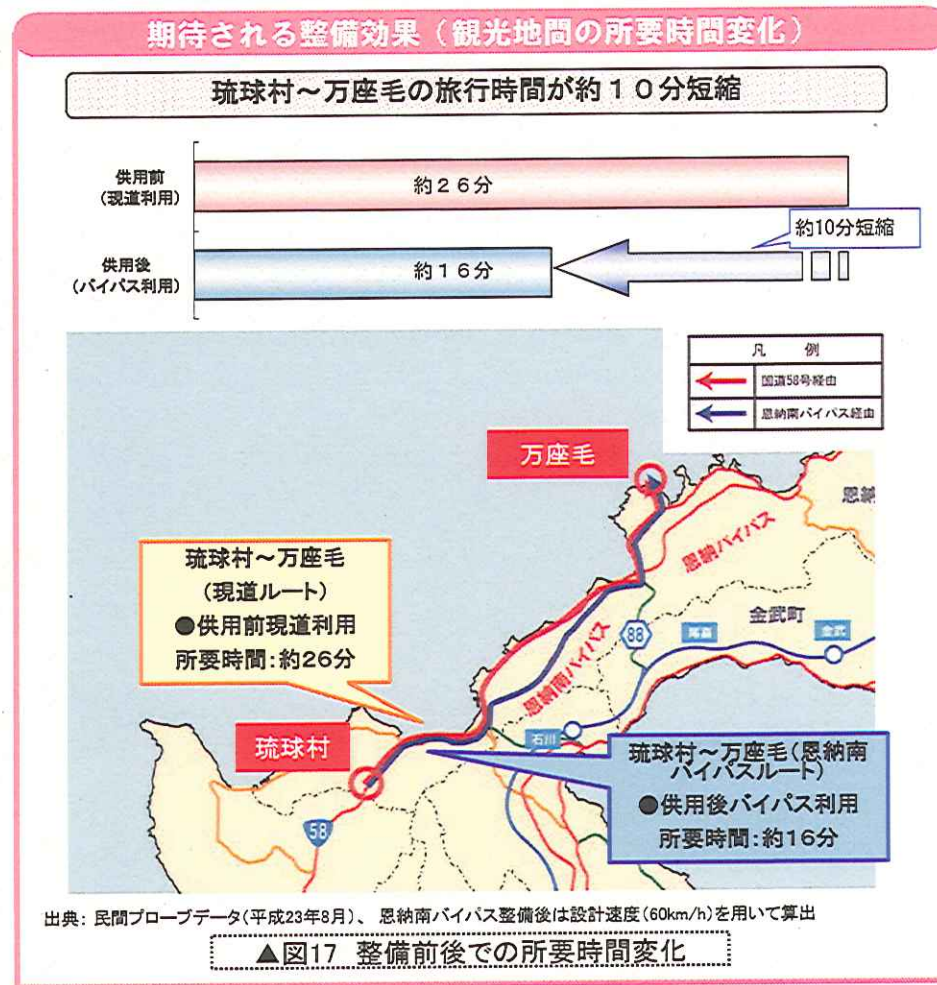 期待される整備効果（観光地間の所要時間変化）
琉球村～万座毛の旅行時間が約１０分短縮
供用前
（現道利用）
約２６分
約10分短縮
供用後
（バイパス利用）
約１６分
凡 例
国道58号経由
恩納南バイパス経由
万座毛
恩納
恩納バイパス
琉球村～万座毛
（現道ルート）
●供用前現道利用
所要時間：約26分
金武町
88
金武
恩納南バイパス
琉球村
石川
琉球村～万座毛（恩納南
バイパスルート）
●供用後バイパス利用
所要時間：約16分
58
出典： 民間プローブデータ（平成23年8月）、 恩納南バイパス整備後は設計速度（60km/h）を用いて算出
▲図17 整備前後での所要時間変化